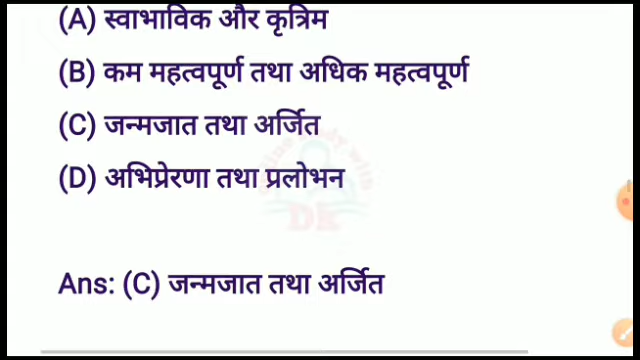 (A) स्वाभाविक और कृत्रिम
(B) कम महत्वपूर्ण तथा अधिक महत्वपूर्ण
(C) जन्मजात तथा अर्जित
(D) अभिप्रेरणा तथा प्रलोभन
DK
Ans: (C) जन्मजात तथा अर्जित